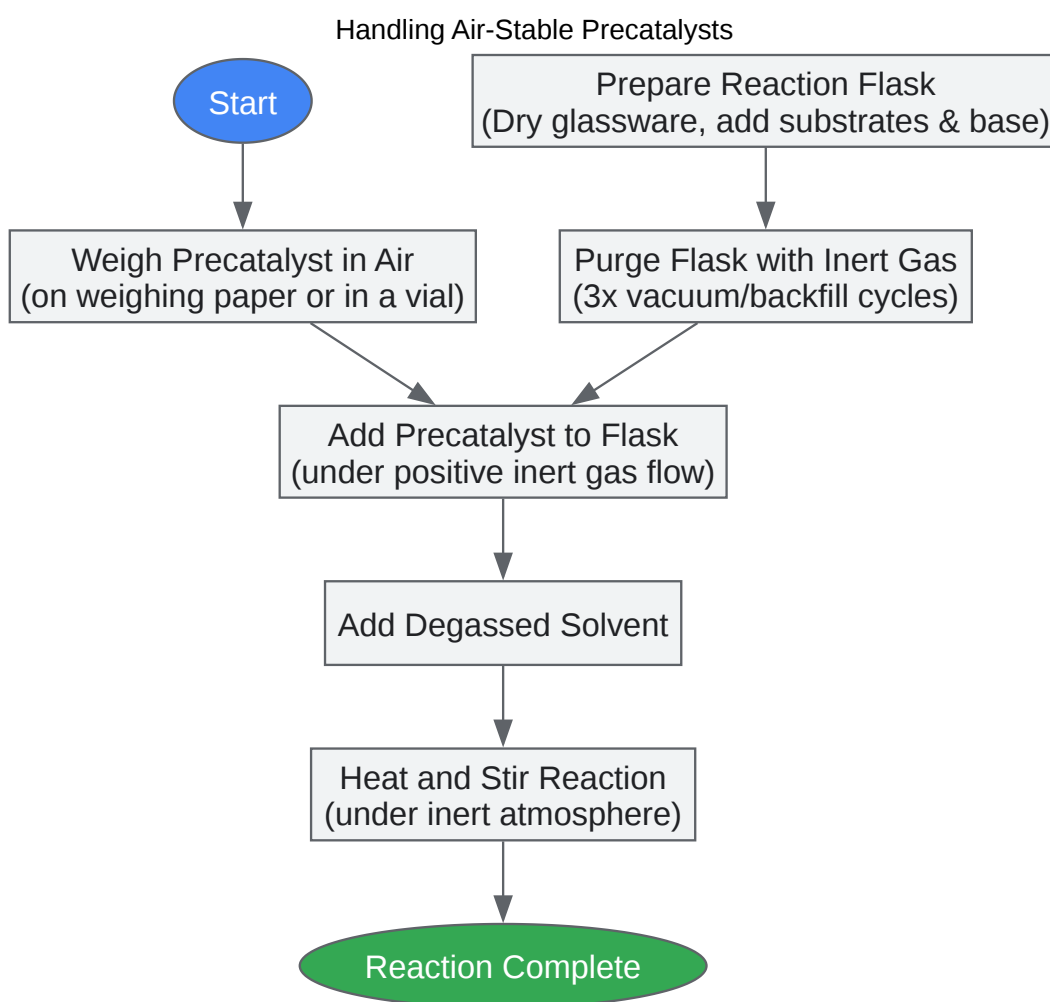 Handling Air-Stable Precatalysts
Start
Prepare Reaction Flask
(Dry glassware, add substrates & base)
Weigh Precatalyst in Air
(on weighing paper or in a vial)
Purge Flask with Inert Gas
(3x vacuum/backfill cycles)
Add Precatalyst to Flask
(under positive inert gas flow)
Add Degassed Solvent
Heat and Stir Reaction
(under inert atmosphere)
Reaction Complete